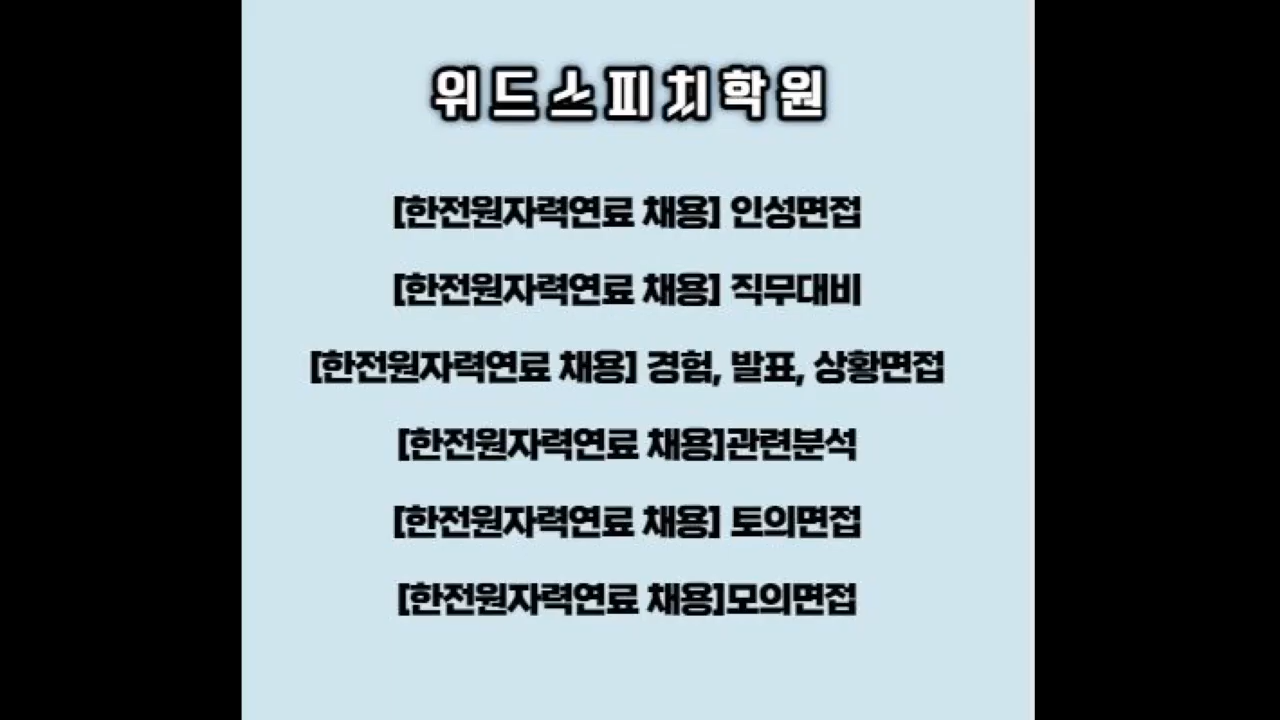 위드스피치학원
[한전원자력연료 채용] 인성면접
[한전원자력연료 채용] 직무대비
[한전원자력연료 채용] 경험, 발표, 상황면접
[한전원자력연료 채용]관련분석
[한전원자력연료 채용] 토의면접
[한전원자력연료 채용]모의면접